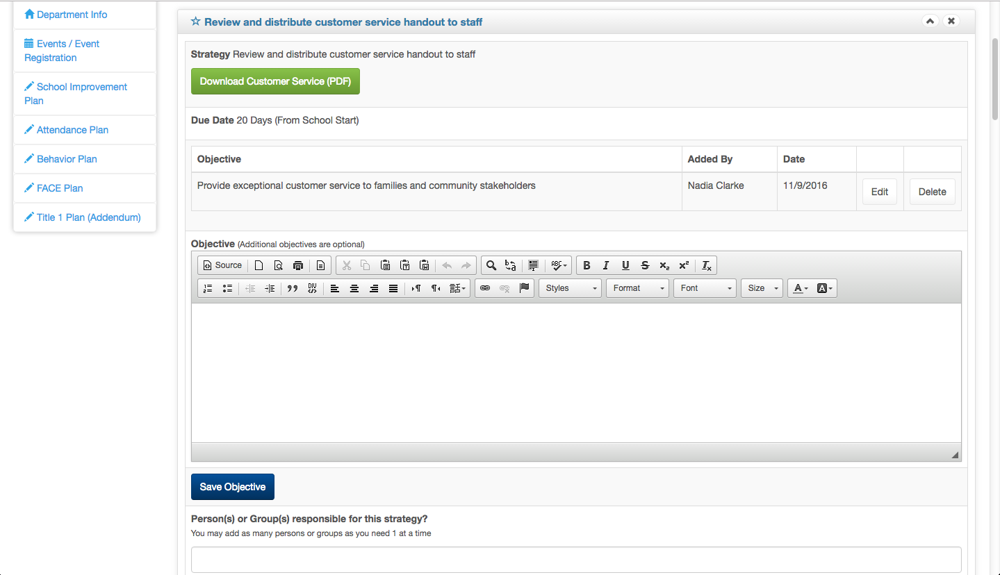 Department Info
Events / Event
Registration
School Improvement
Plan
Attendance Plan
Behavior Plan
FACE Plan
Title 1 Plan (Addendum)
Review and distribute customer service handout to staff
Strategy Review and distribute customer service handout to staff
Download Customer Service (PDF)
Due Date 20 Days (From School Start)
Objective Added By Date
Provide exceptional customer service to families and community stakeholders Nadia Clarke 11/9/2016 Edit Delete
Objective (Additional objectives are optional)
Source ABC B I U S x₂ x² Tx
DIV Styles Format Font Size A A
Save Objective
Person(s) or Group(s) responsible for this strategy?
You may add as many persons or groups as you need 1 at a time